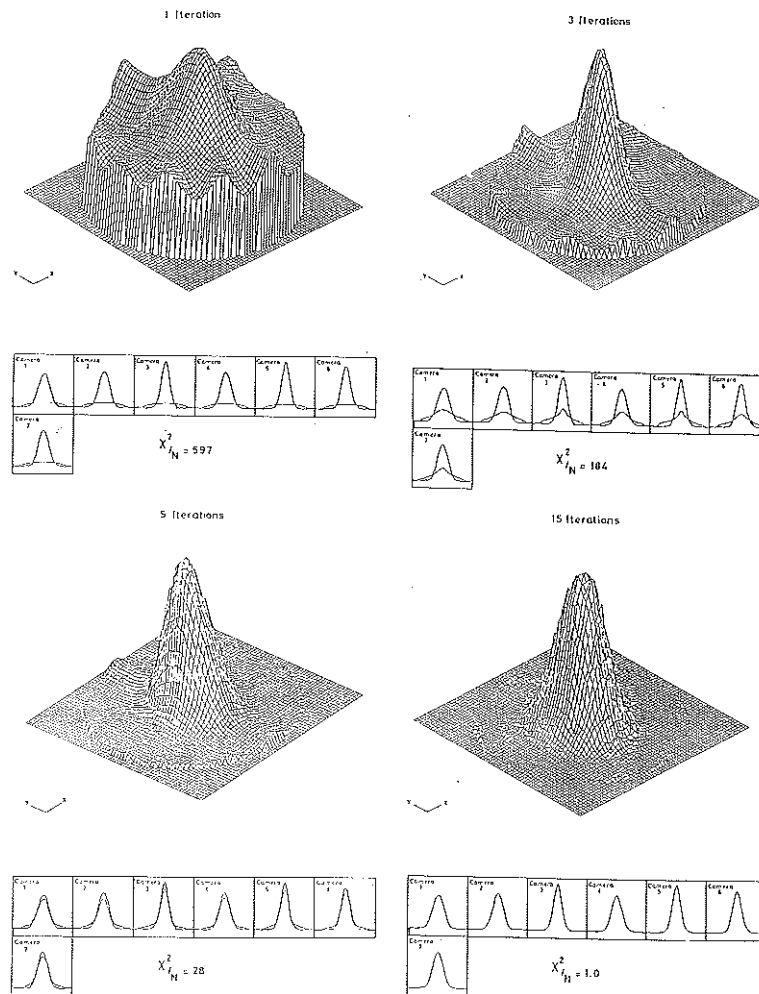 1 Iteration
Y X
Camera 1
Camera 2
Camera 3
Camera 4
Camera 5
Camera 6
Camera 7
X²/N = 597
3 Iterations
Y X
Camera 1
Camera 2
Camera 3
Camera 4
Camera 5
Camera 6
Camera 7
X²/N = 184
5 Iterations
Y X
Camera 1
Camera 2
Camera 3
Camera
Camera 5
Camera
Camera 7
X²/N = 28
15 Iterations
Y X
Camera 1
Camera 2
Camera 3
Camera 4
Camera 5
Camera 6
Camera
X²/N = 1.0